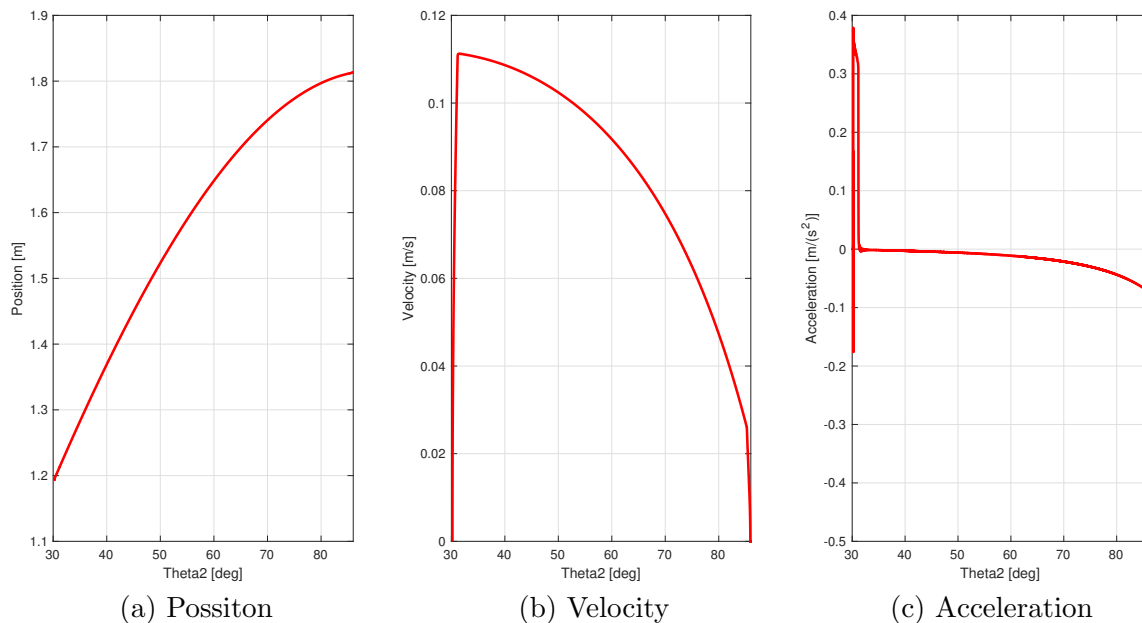 1.9
1.8
1.7
1.6
1.5
1.4
1.3
1.2
1.1
Position [m]
30 40 50 60 70 80
Theta2 [deg]
(a) Possiton
0.12
0.1
0.08
0.06
0.04
0.02
0
Velocity [m/s]
30 40 50 60 70 80
Theta2 [deg]
(b) Velocity
0.4
0.3
0.2
0.1
0
-0.1
-0.2
-0.3
-0.4
-0.5
Acceleration [m/(s²)]
30 40 50 60 70 80
Theta2 [deg]
(c) Acceleration